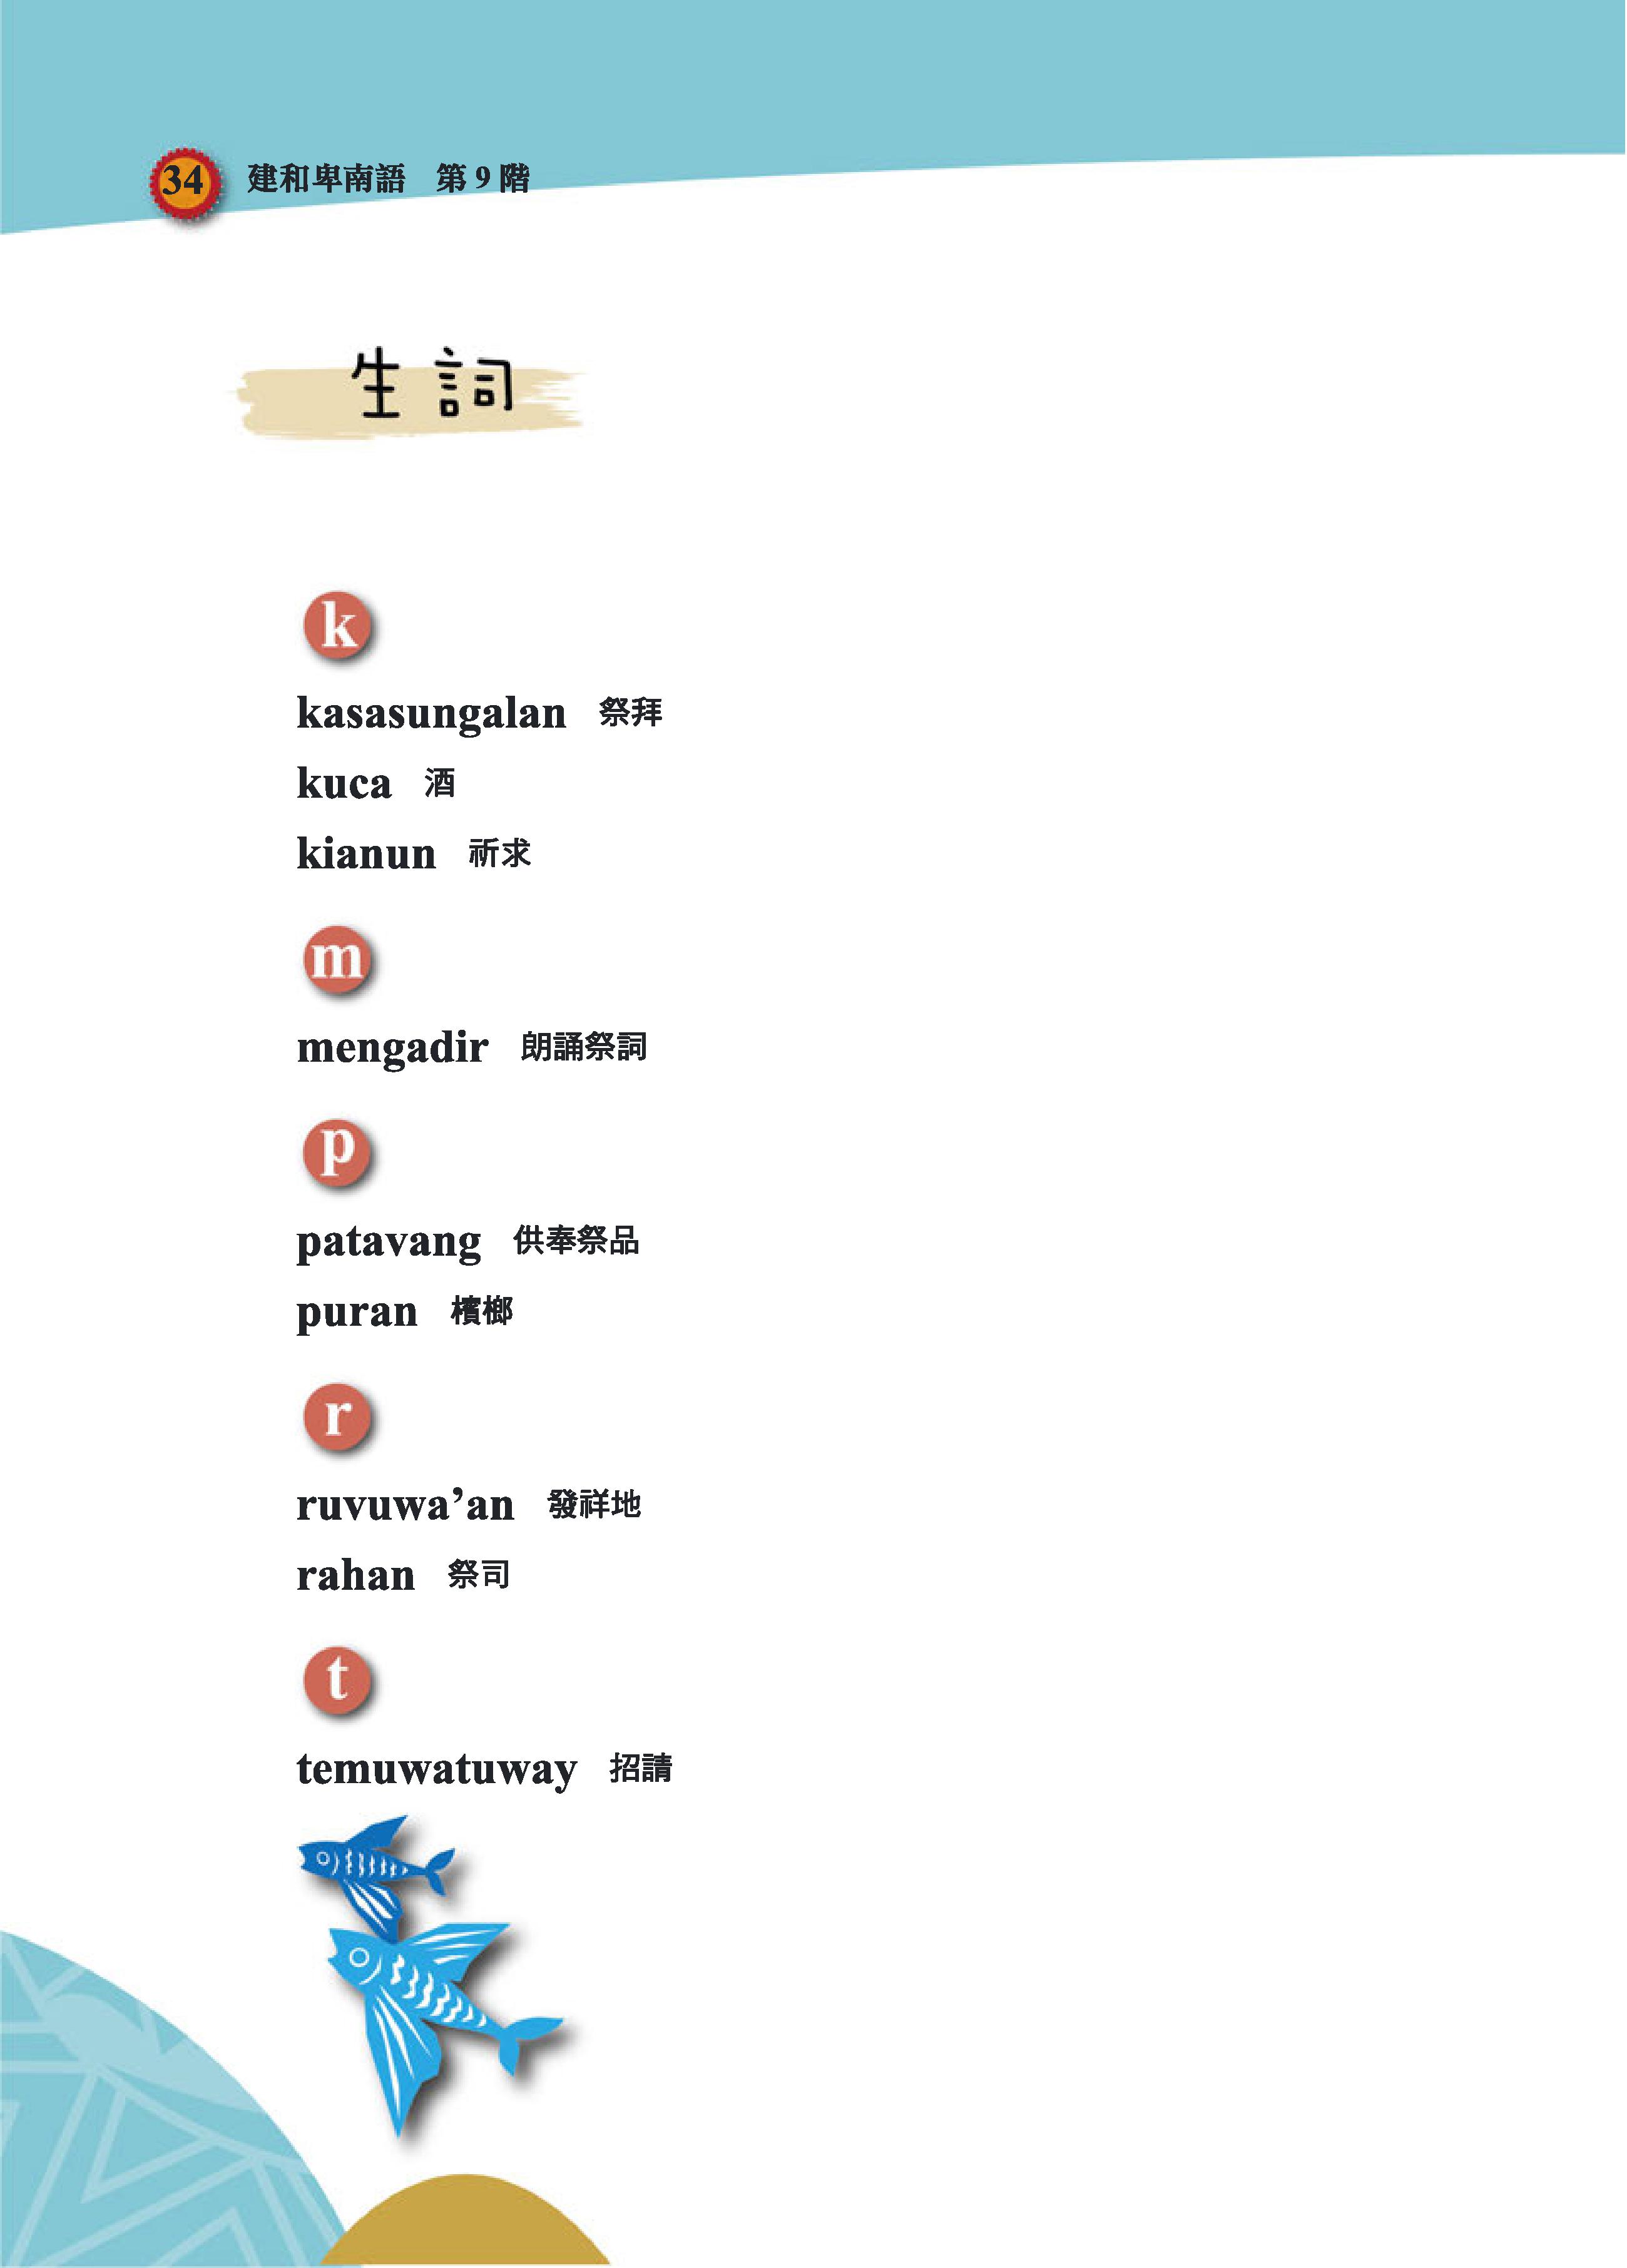 34 建和卑南語 第 9 階
生詞
k
kasasungalan 祭拜
kuca 酒
kianun 祈求
m
mengadir 朗誦祭詞
p
patavang 供奉祭品
puran 檳榔
r
ruvuwa’an 發祥地
rahan 祭司
t
temuwatuway 招請